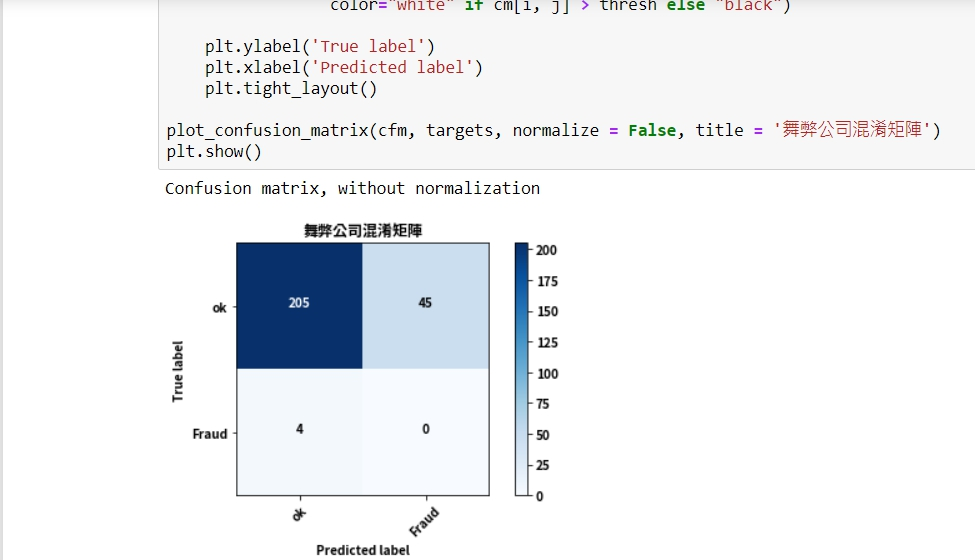 color="white" if cm[i, j] > thresh else "black")
plt.ylabel('True label')
plt.xlabel('Predicted label')
plt.tight_layout()
plot_confusion_matrix(cfm, targets, normalize = False, title = '舞弊公司混淆矩陣')
plt.show()
Confusion matrix, without normalization
舞弊公司混淆矩陣
200
175
150
125
100
75
50
25
0
True label
ok
205
45
Fraud
4
0
ok
Fraud
Predicted label